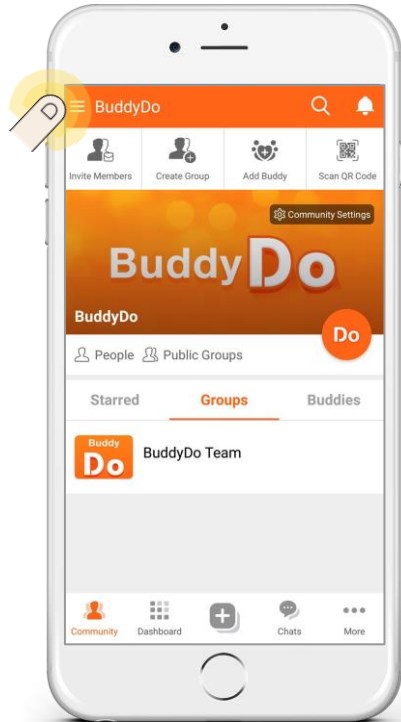 BuddyDo
Invite Members Create Group Add Buddy Scan QR Code
Community Settings
BuddyDo
BuddyDo
Do
People Public Groups
Starred Groups Buddies
Buddy
Do
BuddyDo Team
Community Dashboard Chats More